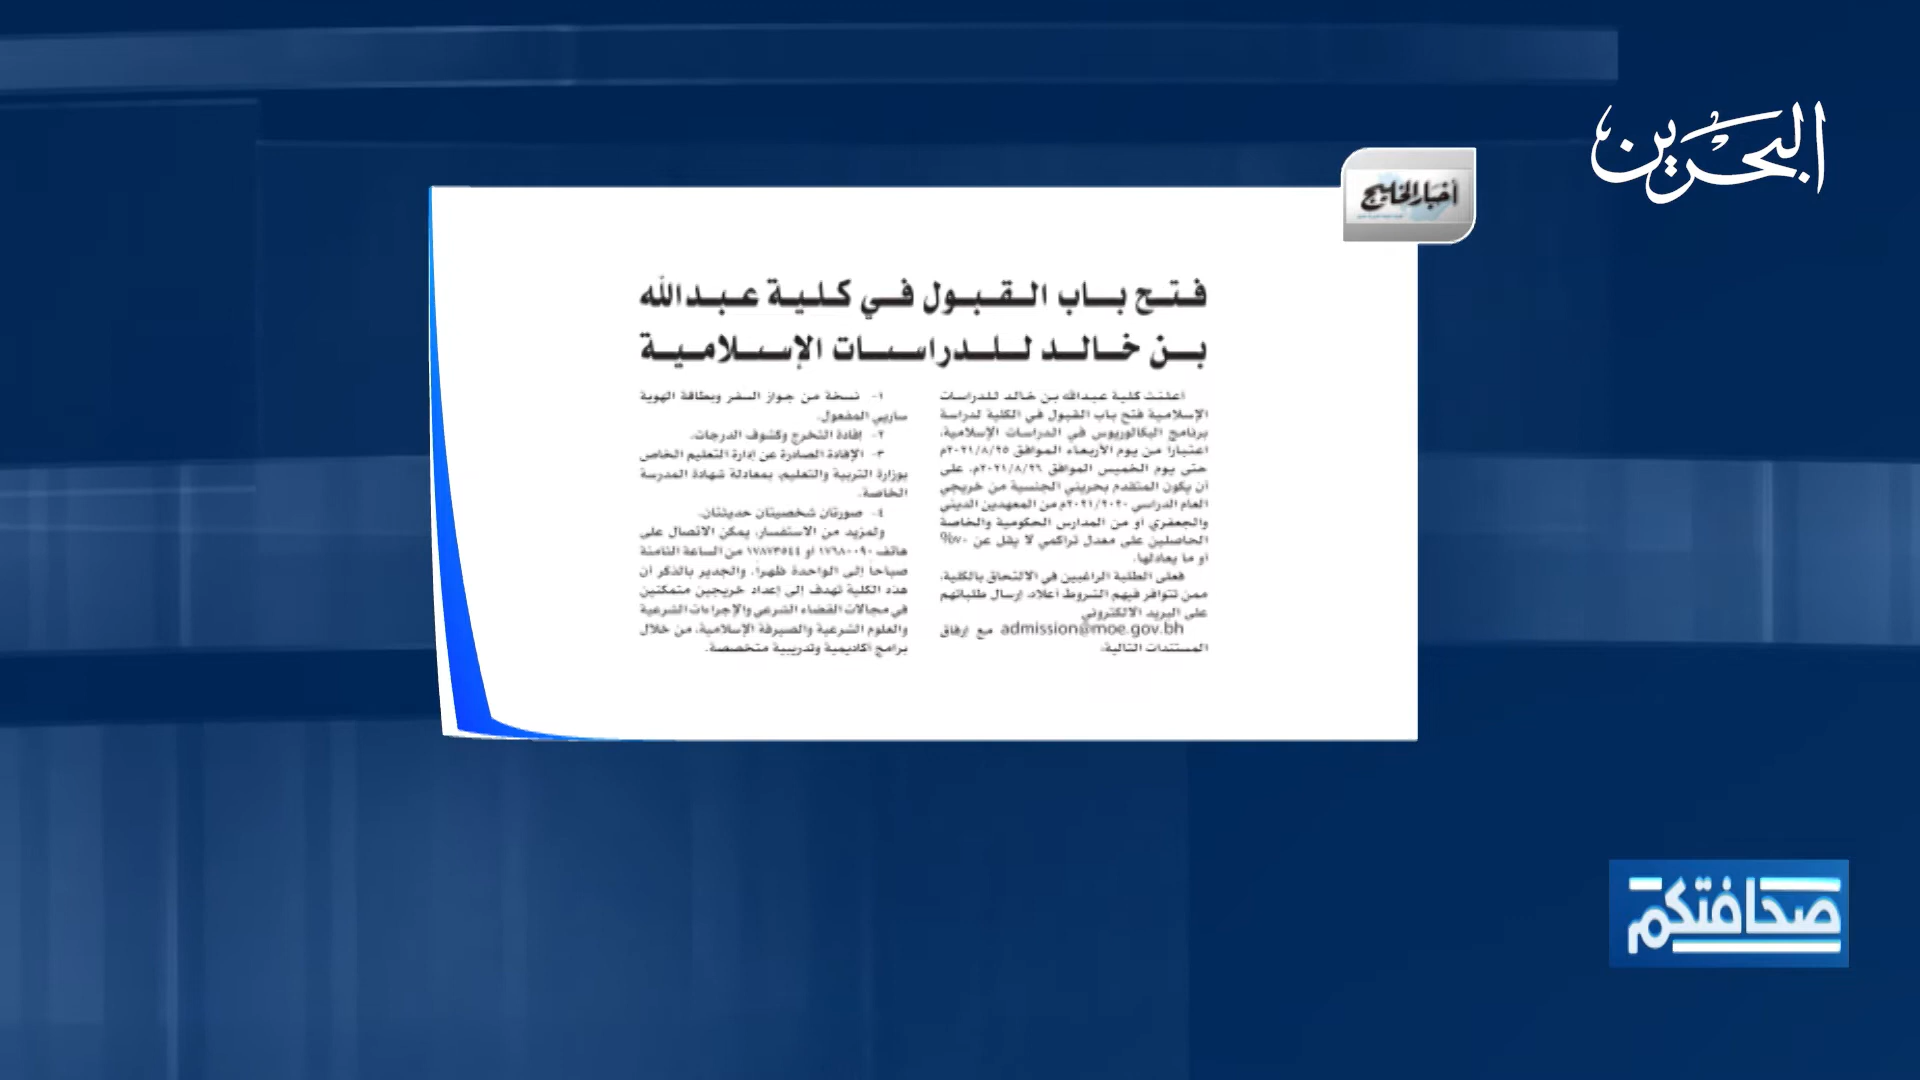 البحرين
أخبار الخليج
فتح باب القبول في كلية عبدالله
بن خالد للدراسات الإسلامية
أعلنت كلية عبدالله بن خالد للدراسات
الإسلامية فتح باب القبول في الكلية لدراسة
برنامج البكالوريوس في الدراسات الإسلامية،
اعتبارا من يوم الأربعاء الموافق ٢٠٢١/٨/٢٥م
حتى يوم الخميس الموافق ٢٠٢١/٨/٢٦م، على
أن يكون المتقدم بحريني الجنسية من خريجي
العام الدراسي ٢٠٢١/٢٠٢٠م من المعهدين الديني
والجعفري أو من المدارس الحكومية والخاصة
الحاصلين على معدل تراكمي لا يقل عن ٧٠%
أو ما يعادلها.
فعلى الطلبة الراغبين في الالتحاق بالكلية،
ممن تتوافر فيهم الشروط أعلاه، إرسال طلباتهم
على البريد الالكتروني
admission@moe.gov.bh مع إرفاق
المستندات التالية:
١- نسخة من جواز السفر وبطاقة الهوية
ساريي المفعول.
٢- إفادة التخرج وكشوف الدرجات.
٣- الإفادة الصادرة عن إدارة التعليم الخاص
بوزارة التربية والتعليم، بمعادلة شهادة المدرسة
الخاصة.
٤- صورتان شخصيتان حديثتان.
ولمزيد من الاستفسار، يمكن الاتصال على
هاتف ١٧٦٨٠٠٩٠ أو ١٧٨٧٣٥٤٤ من الساعة الثامنة
صباحاً إلى الواحدة ظهراً، والجدير بالذكر أن
هذه الكلية تهدف إلى إعداد خريجين متمكنين
في مجالات القضاء الشرعي والإجراءات الشرعية
والعلوم الشرعية والصيرفة الإسلامية، من خلال
برامج أكاديمية وتدريبية متخصصة.
صحافتكم